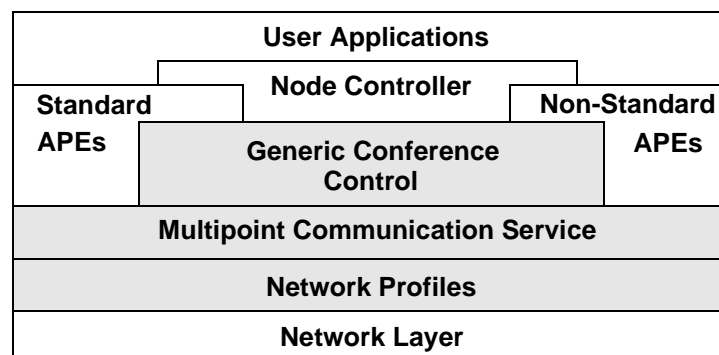 User Applications
Node Controller
Standard
APEs
Non-Standard
APEs
Generic Conference
Control
Multipoint Communication Service
Network Profiles
Network Layer